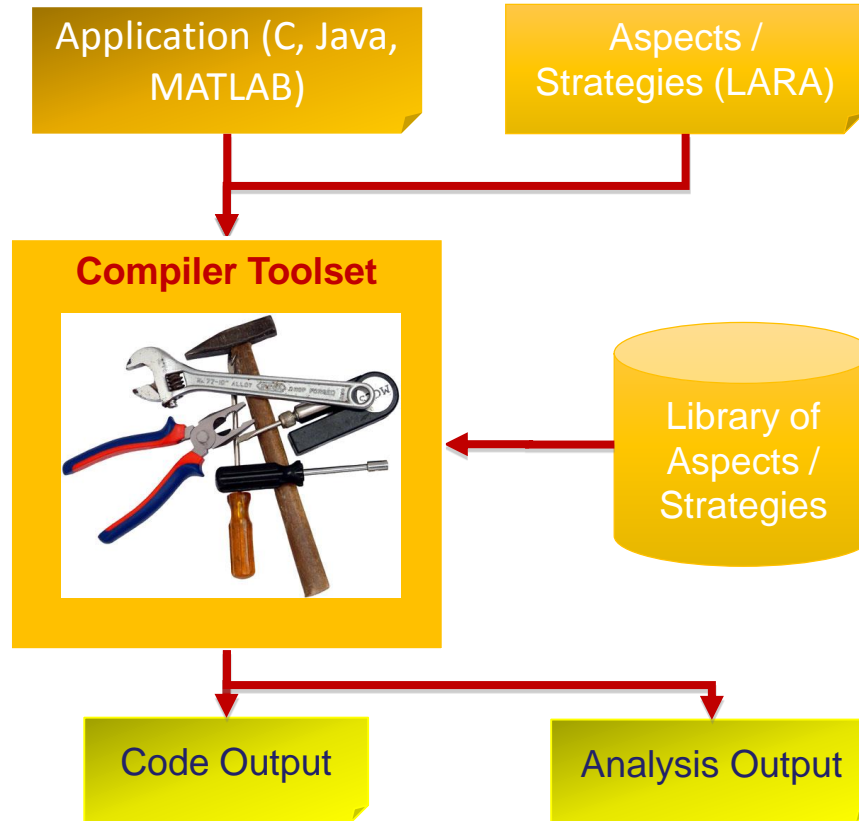 Application (C, Java,
MATLAB)
Aspects /
Strategies (LARA)
Compiler Toolset
Library of
Aspects /
Strategies
Code Output
Analysis Output